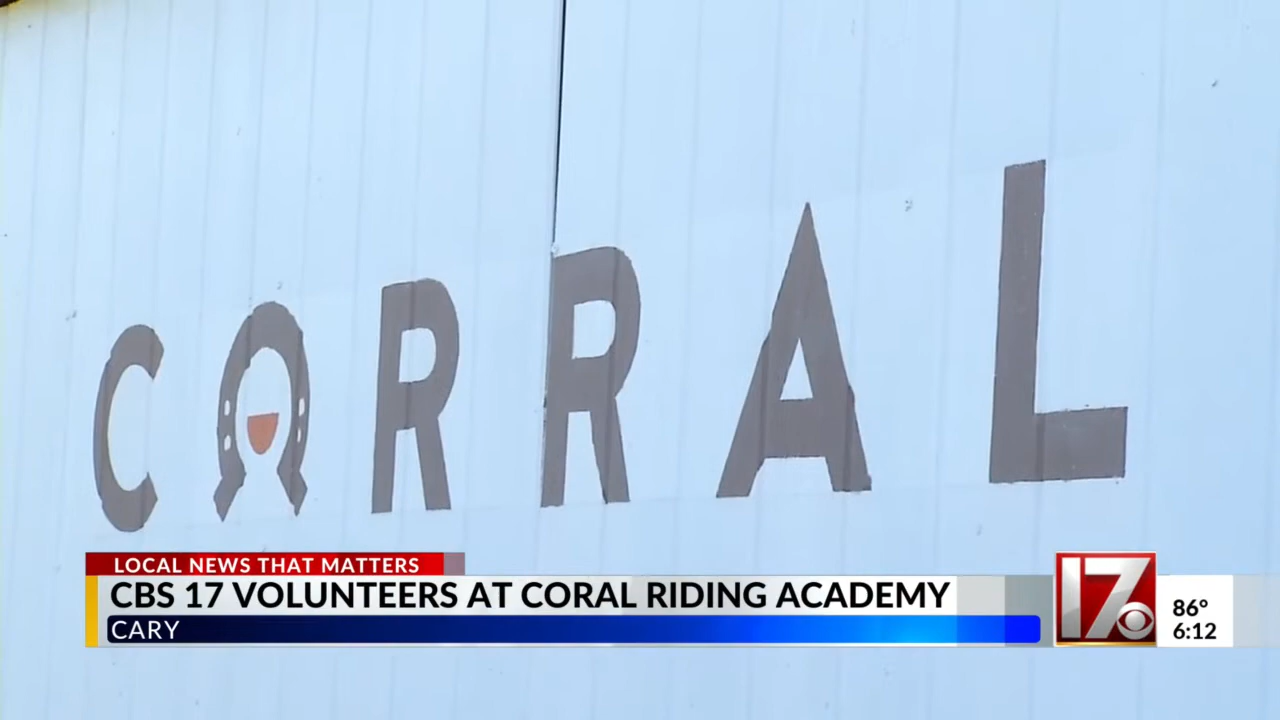 CORRAL
LOCAL NEWS THAT MATTERS
CBS 17 VOLUNTEERS AT CORAL RIDING ACADEMY
CARY
17
86°
6:12